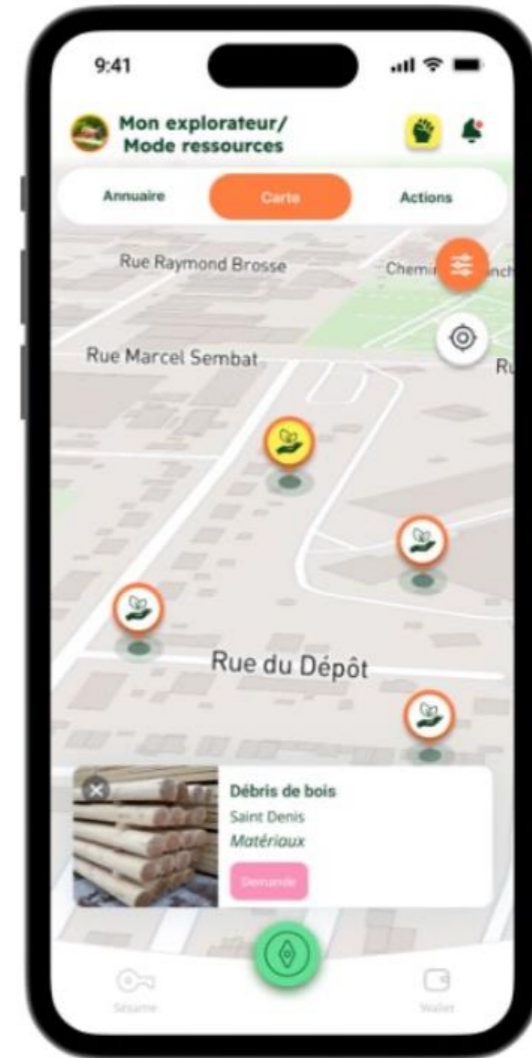 9:41
Mon explorateur/
Mode ressources
Annuaire
Carte
Actions
Rue Raymond Brosse
Rue Marcel Sembat
Rue du Dépôt
Débris de bois
Saint Denis
Matériaux
Demande
Sésame
Wallet